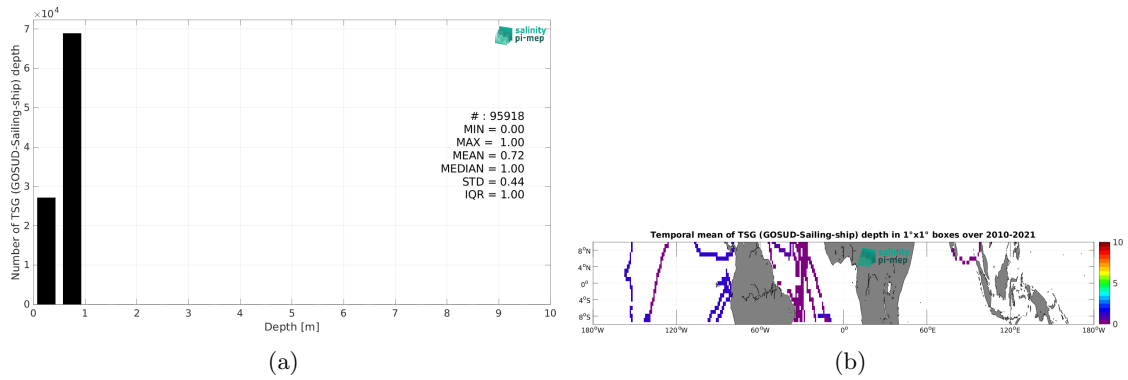 ×10⁴
7
6
5
4
3
2
1
0
Number of TSG (GOSUD-Sailing-ship) depth
salinity
pi-mep
# : 95918
MIN = 0.00
MAX = 1.00
MEAN = 0.72
MEDIAN = 1.00
STD = 0.44
IQR = 1.00
0 1 2 3 4 5 6 7 8 9 10
Depth [m]
(a)
Temporal mean of TSG (GOSUD-Sailing-ship) depth in 1°x1° boxes over 2010-2021
salinity
pi-mep
8°N
4°N
0°
4°S
8°S
180°W 120°W 60°W 0° 60°E 120°E 180°W
10
5
0
(b)